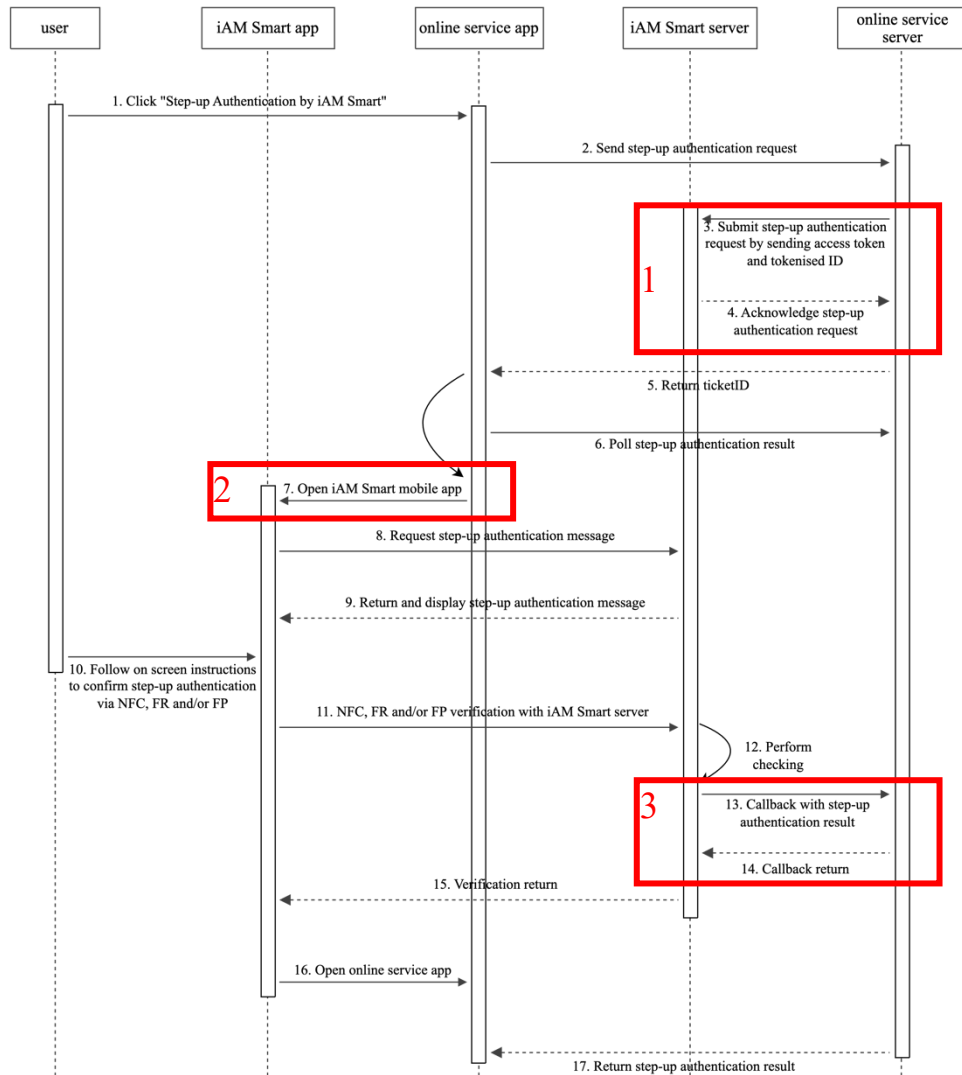 user
iAM Smart app
online service app
iAM Smart server
online service
server
1. Click "Step-up Authentication by iAM Smart"
2. Send step-up authentication request
1
3. Submit step-up authentication
request by sending access token
and tokenised ID
4. Acknowledge step-up
authentication request
5. Return ticketID
6. Poll step-up authentication result
2
7. Open iAM Smart mobile app
8. Request step-up authentication message
9. Return and display step-up authentication message
10. Follow on screen instructions
to confirm step-up authentication
via NFC, FR and/or FP
11. NFC, FR and/or FP verification with iAM Smart server
12. Perform
checking
3
13. Callback with step-up
authentication result
14. Callback return
15. Verification return
16. Open online service app
17. Return step-up authentication result